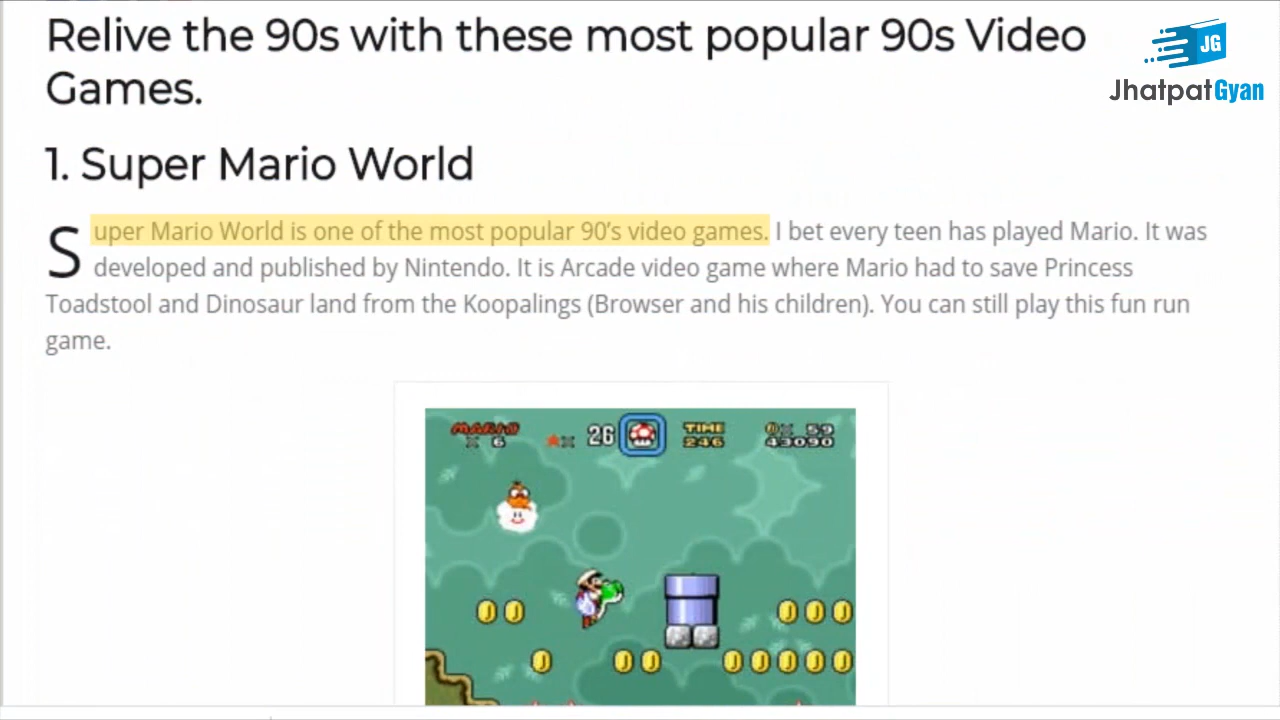 Relive the 90s with these most popular 90s Video
Games.
JG
JhatpatGyan
1. Super Mario World
Super Mario World is one of the most popular 90’s video games. I bet every teen has played Mario. It was
developed and published by Nintendo. It is Arcade video game where Mario had to save Princess
Toadstool and Dinosaur land from the Koopalings (Browser and his children). You can still play this fun run
game.
MARIO 26 TIME x 59
x 6 x 246 43090